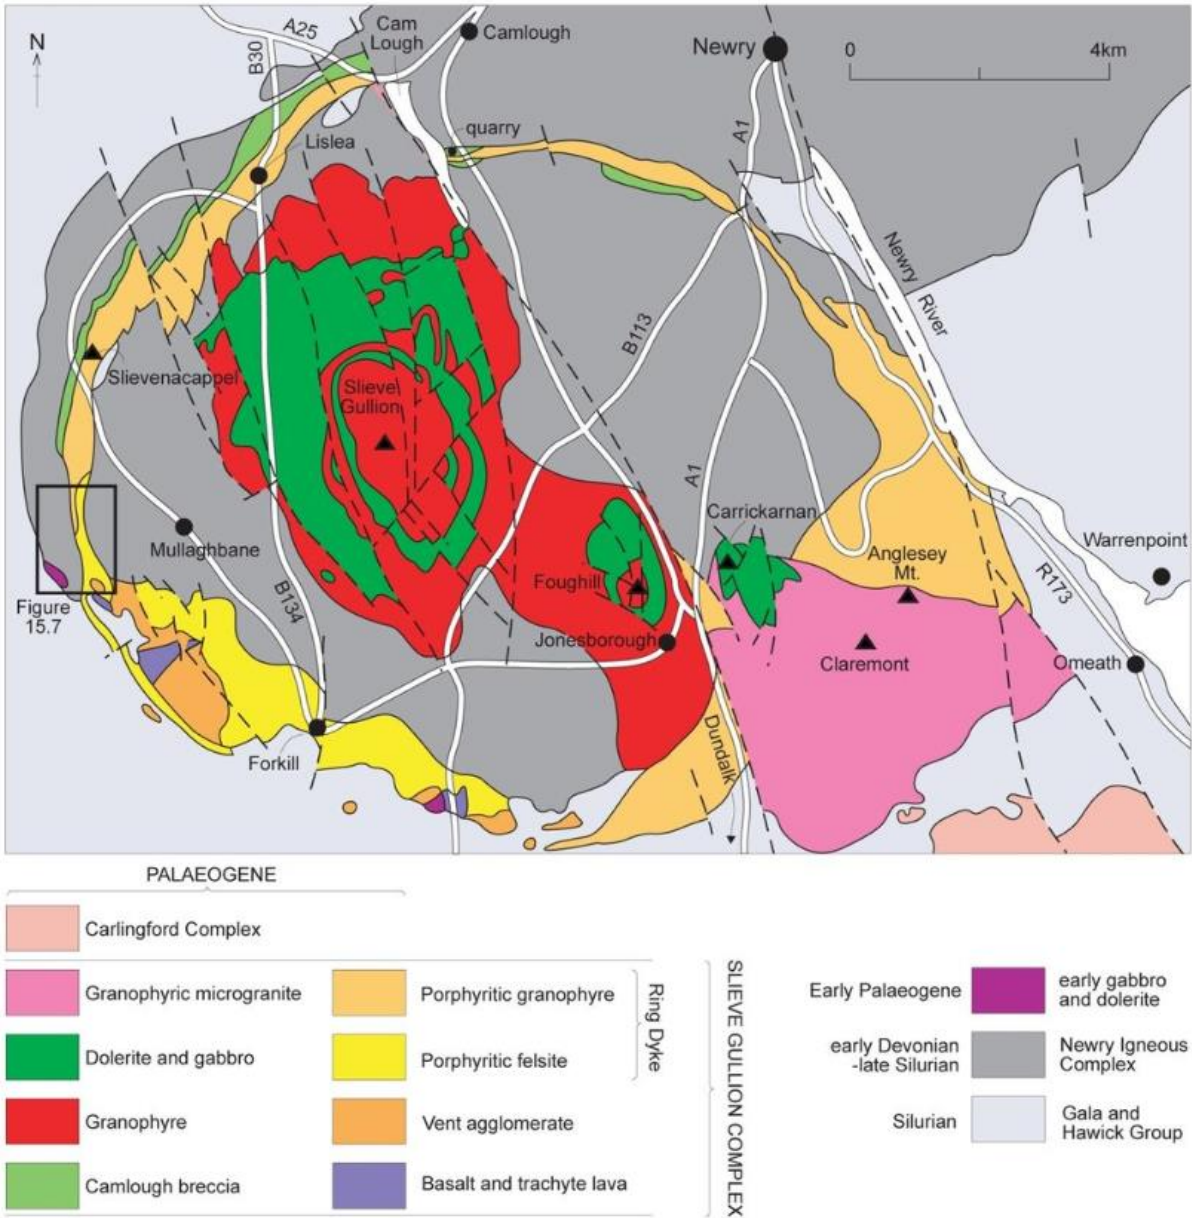 N
A25
B30
Cam
Lough
Camlough
Newry
0
4km
A1
quarry
Lislea
Newry
River
B113
Slievenacappel
Slieve
Gullion
A1
Carrickarnan
Mullaghbane
Warrenpoint
Anglesey
Mt.
Foughill
Figure
15.7
B134
R173
Jonesborough
Claremont
Omeath
Forkill
Dundalk
PALAEOGENE
Carlingford Complex
Granophyric microgranite
Dolerite and gabbro
Granophyre
Camlough breccia
Porphyritic granophyre
Porphyritic felsite
Ring Dyke
Vent agglomerate
Basalt and trachyte lava
SLIEVE GULLION COMPLEX
Early Palaeogene
early gabbro
and dolerite
early Devonian
-late Silurian
Newry Igneous
Complex
Silurian
Gala and
Hawick Group